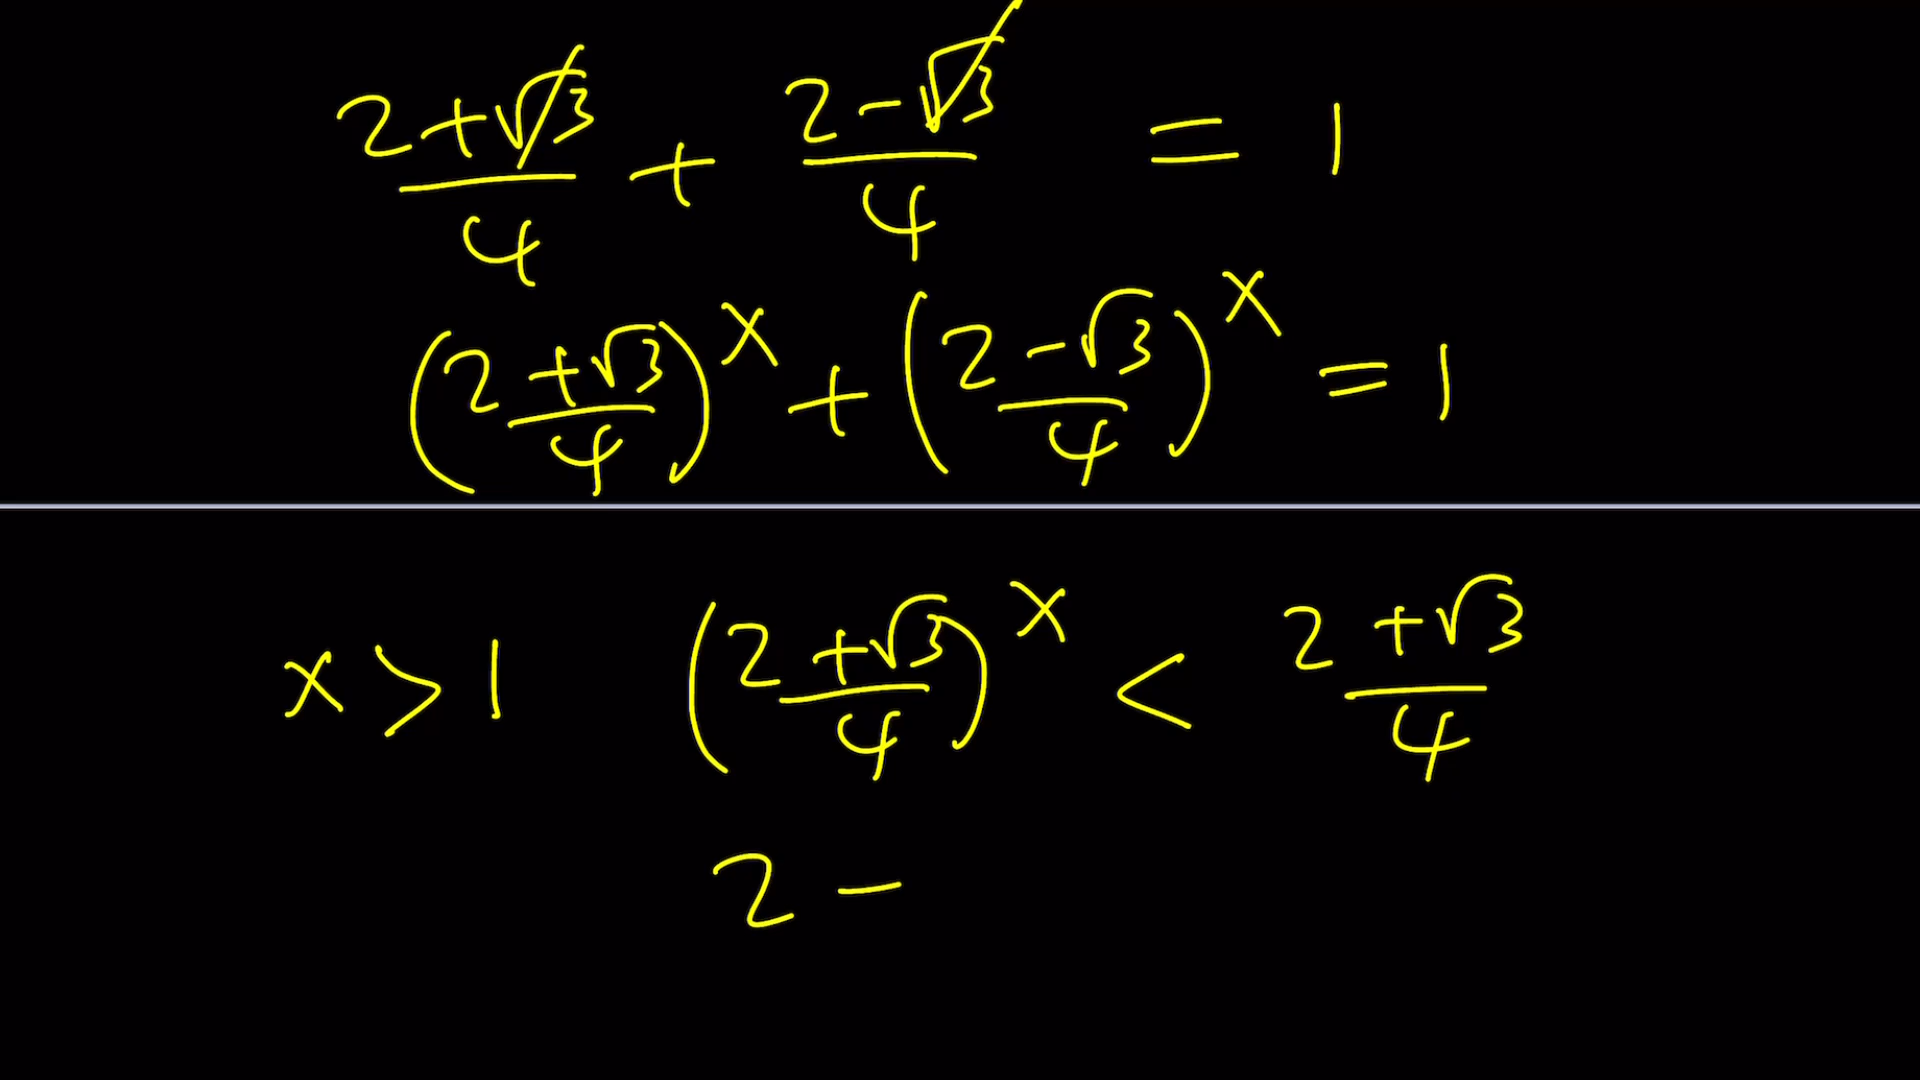 (2+√3)/4 + (2-√3)/4 = 1
((2+√3)/4)^x + ((2-√3)/4)^x = 1
x > 1 ((2+√3)/4)^x < (2+√3)/4
2 -